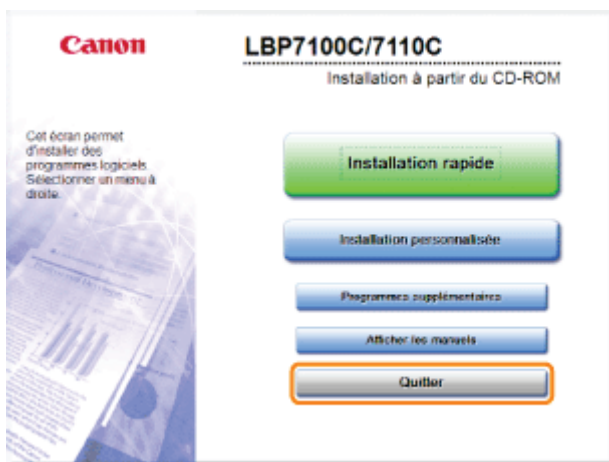 Canon
LBP7100C/7110C
Installation à partir du CD-ROM
Cet écran permet
d'installer des
programmes logiciels.
Sélectionner un menu à
droite.
Installation rapide
Installation personnalisée
Programmes supplémentaires
Afficher les manuels
Quitter